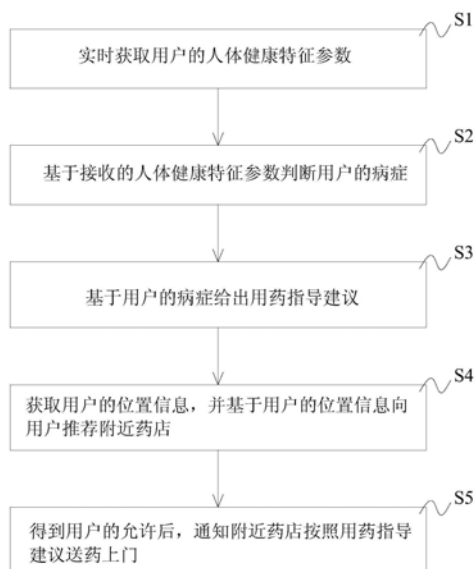 S1
实时获取用户的人体健康特征参数
S2
基于接收的人体健康特征参数判断用户的病症
S3
基于用户的病症给出用药指导建议
S4
获取用户的位置信息，并基于用户的位置信息向
用户推荐附近药店
S5
得到用户的允许后，通知附近药店按照用药指导
建议送药上门